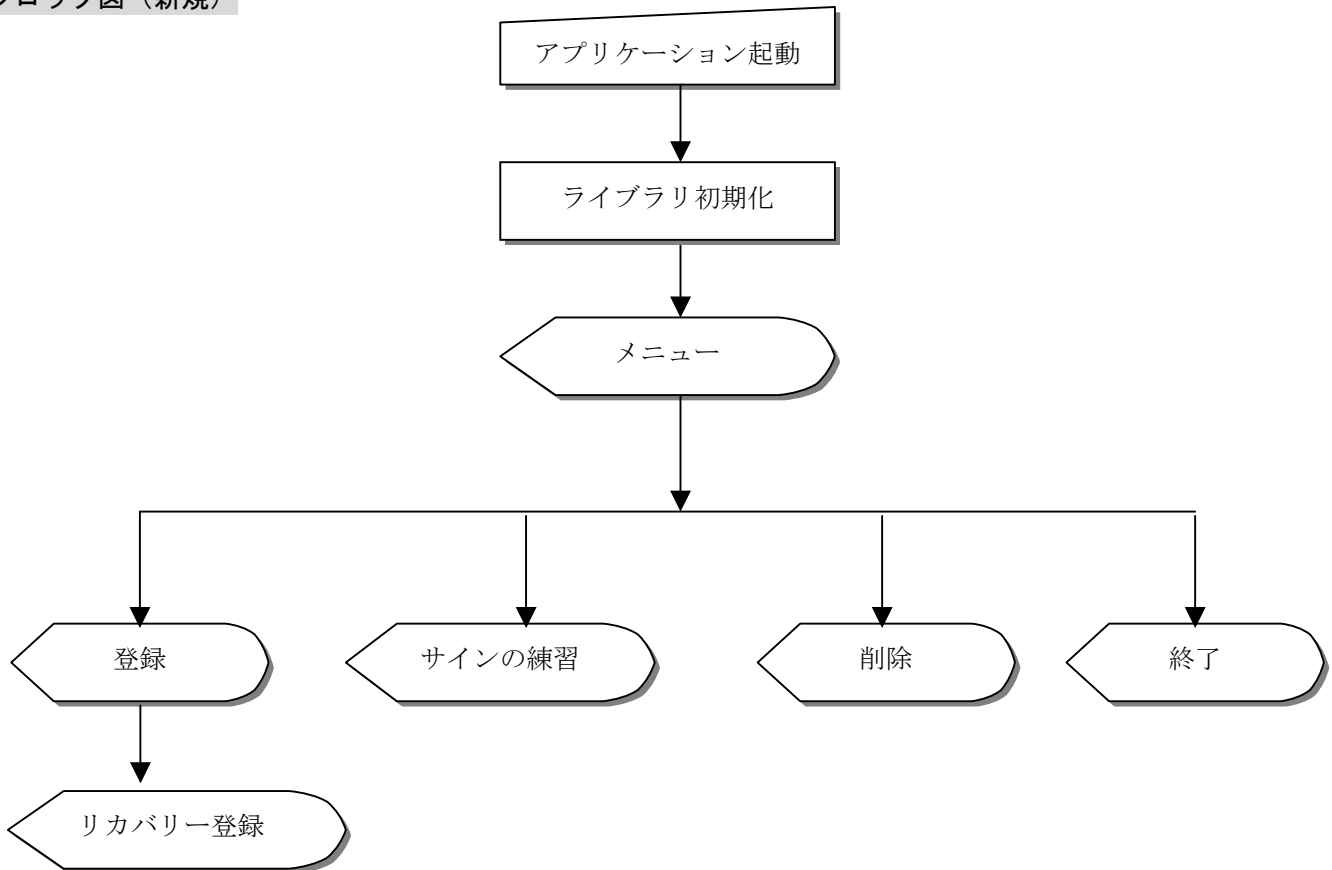 ロック図（新規）
アプリケーション起動
ライブラリ初期化
メニュー
登録
サインの練習
削除
終了
リカバリー登録